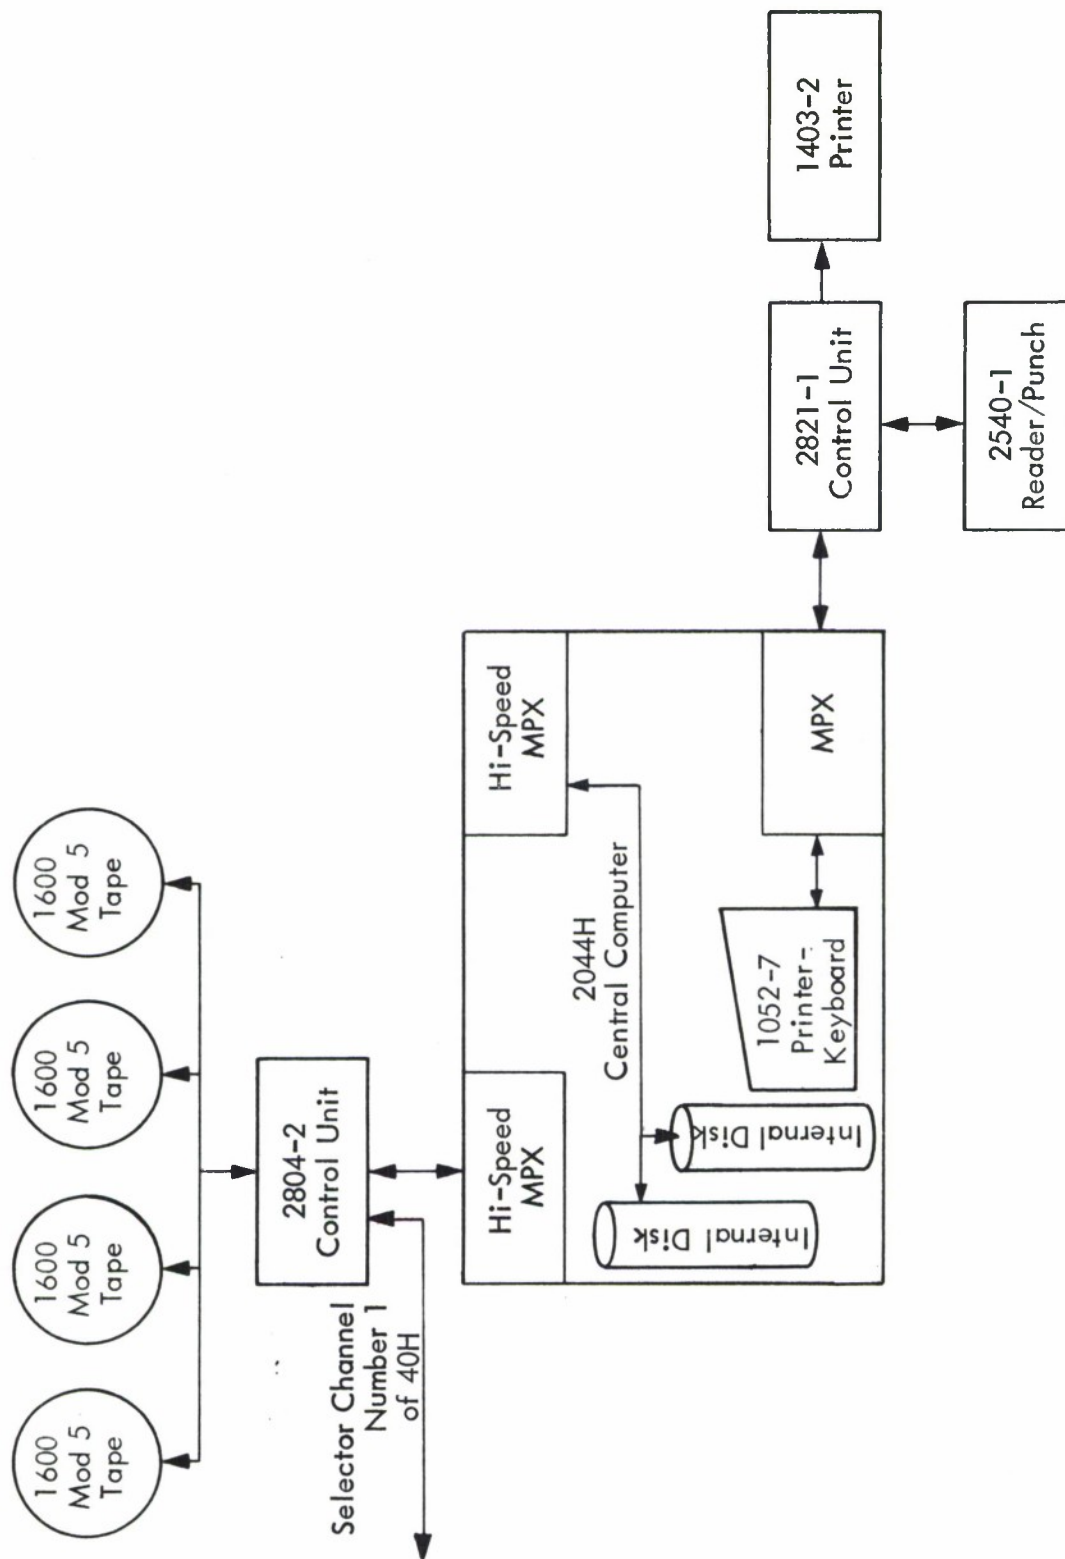 1600
Mod 5
Tape
1600
Mod 5
Tape
1600
Mod 5
Tape
1600
Mod 5
Tape
2804-2
Control Unit
Selector Channel
Number 1
of 40H
Hi-Speed
MPX
Hi-Speed
MPX
2044H
Central Computer
Internal Disk
Internal Disk
1052-7
Printer-
Keyboard
MPX
2821-1
Control Unit
1403-2
Printer
2540-1
Reader/Punch